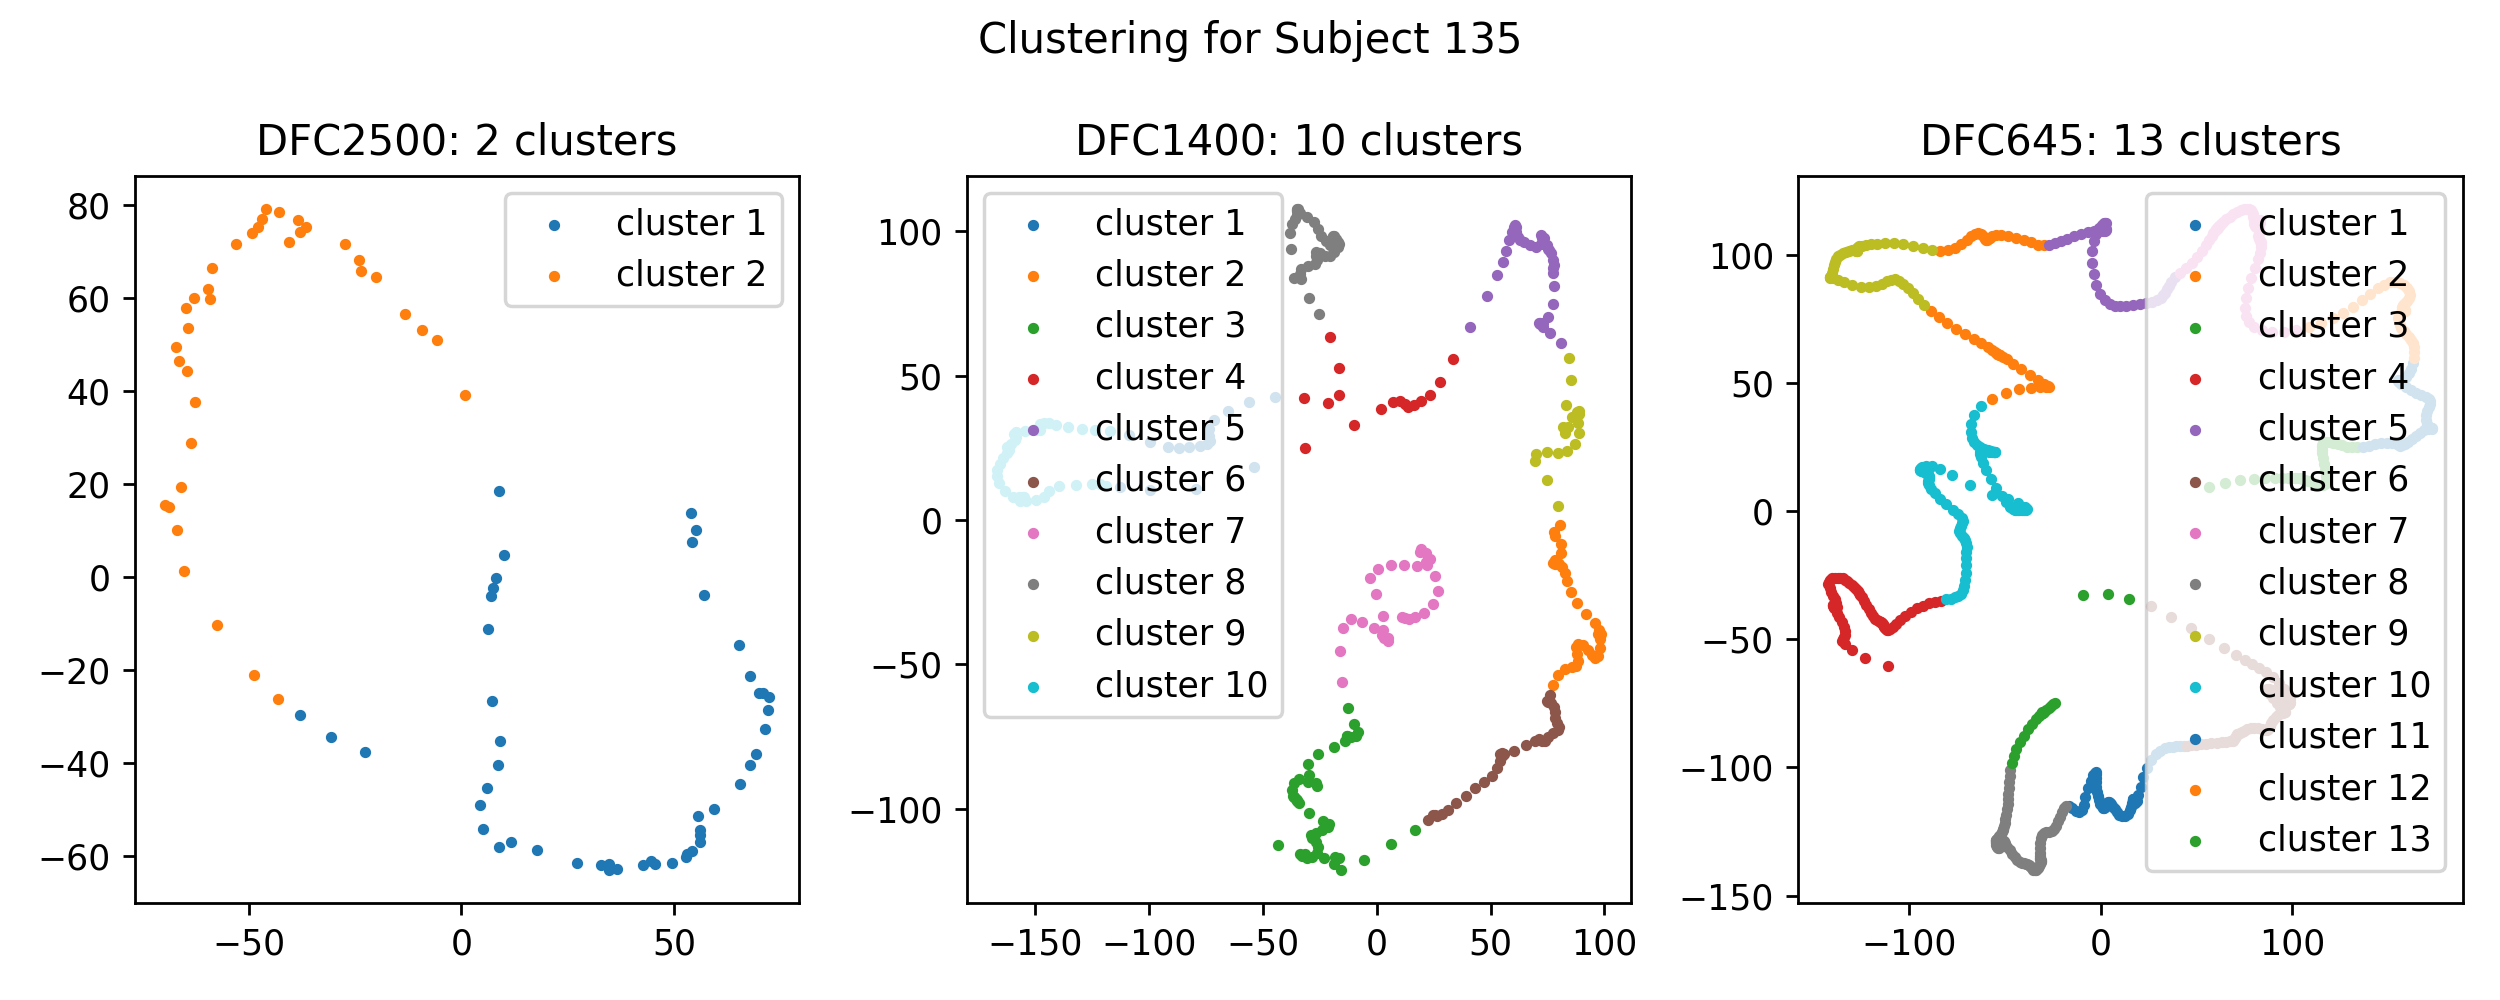 Clustering for Subject 135
DFC2500: 2 clusters
80
60
40
20
0
−20
−40
−60
−50
0
50
cluster 1
cluster 2
DFC1400: 10 clusters
100
50
0
−50
−100
−150
−100
−50
0
50
100
cluster 1
cluster 2
cluster 3
cluster 4
cluster 5
cluster 6
cluster 7
cluster 8
cluster 9
cluster 10
DFC645: 13 clusters
100
50
0
−50
−100
−150
−100
0
100
cluster 1
cluster 2
cluster 3
cluster 4
cluster 5
cluster 6
cluster 7
cluster 8
cluster 9
cluster 10
cluster 11
cluster 12
cluster 13